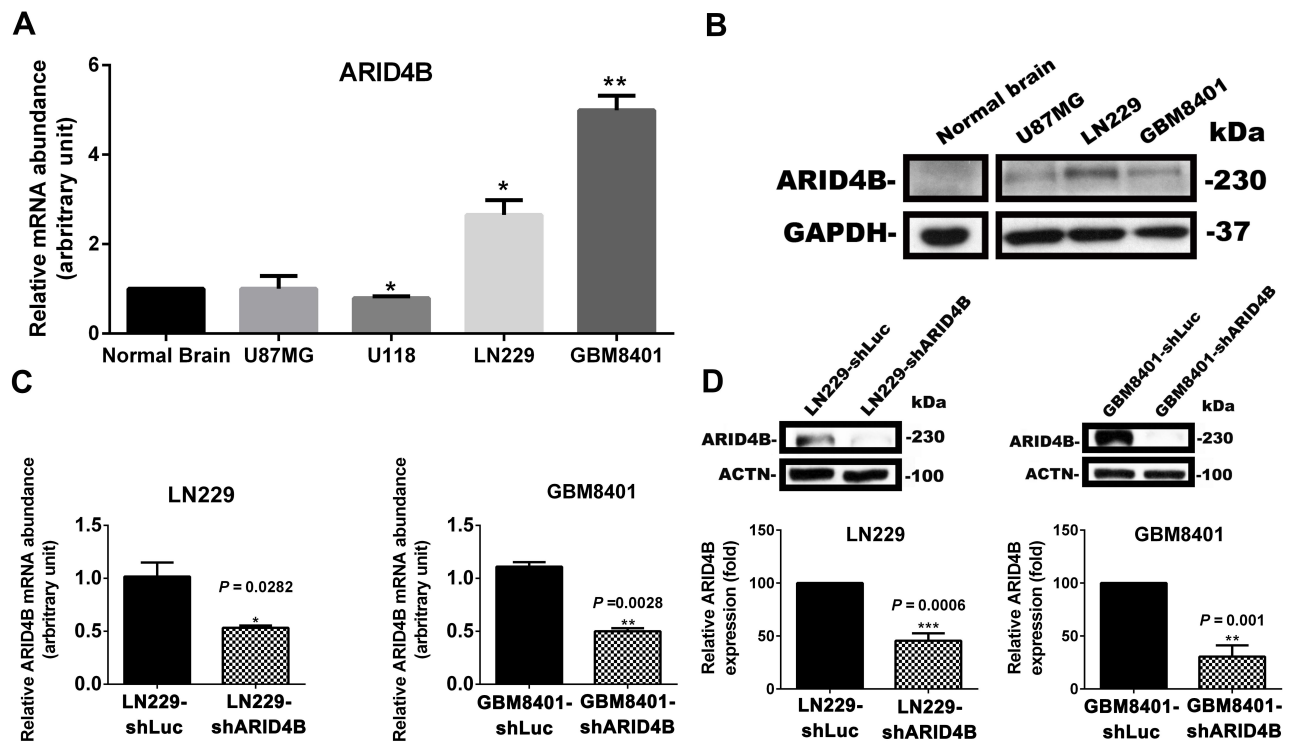 A
ARID4B
Relative mRNA abundance
(arbritrary unit)
6
4
2
0
**
*
*
Normal Brain U87MG U118 LN229 GBM8401
B
Normal brain
U87MG
LN229
GBM8401
kDa
ARID4B- -230
GAPDH- -37
C
LN229
Relative ARID4B mRNA abundance
(arbritrary unit)
1.5
1.0
0.5
0.0
P = 0.0282
*
LN229-
shLuc
LN229-
shARID4B
GBM8401
Relative ARID4B mRNA abundance
(arbritrary unit)
1.5
1.0
0.5
0.0
P =0.0028
**
GBM8401-
shLuc
GBM8401-
shARID4B
D
LN229-shLuc
LN229-shARID4B
kDa
ARID4B- -230
ACTN- -100
GBM8401-shLuc
GBM8401-shARID4B
kDa
ARID4B- -230
ACTN- -100
LN229
Relative ARID4B
expression (fold)
150
100
50
0
P = 0.0006
***
LN229-
shLuc
LN229-
shARID4B
GBM8401
Relative ARID4B
expression (fold)
150
100
50
0
P = 0.001
**
GBM8401-
shLuc
GBM8401-
shARID4B